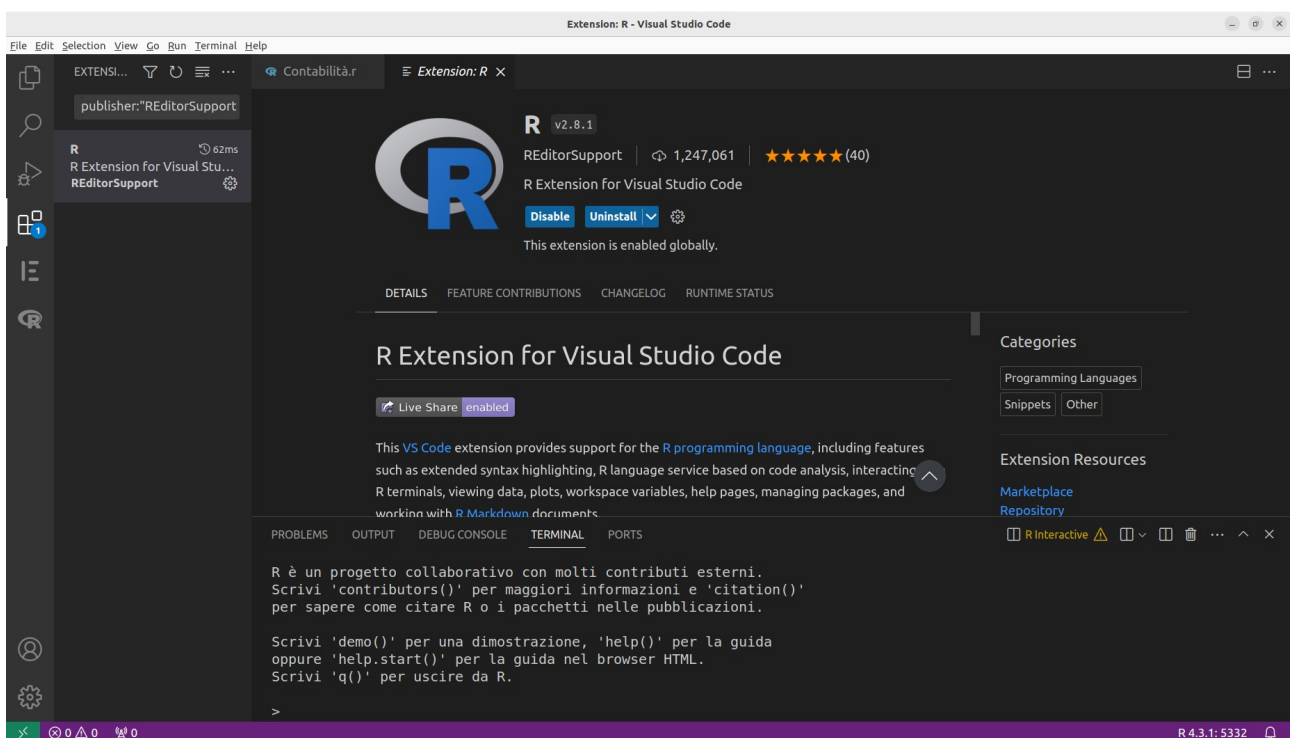 Extension: R - Visual Studio Code
File Edit Selection View Go Run Terminal Help
EXTENSI...
Contabilità.r
Extension: R
publisher:"REditorSupport
R 62ms
R Extension for Visual Stu...
REditorSupport
1
R v2.8.1
REditorSupport 1,247,061 ★★★★★(40)
R Extension for Visual Studio Code
Disable Uninstall
This extension is enabled globally.
DETAILS FEATURE CONTRIBUTIONS CHANGELOG RUNTIME STATUS
R Extension for Visual Studio Code
Live Share enabled
This VS Code extension provides support for the R programming language, including features
such as extended syntax highlighting, R language service based on code analysis, interacting
R terminals, viewing data, plots, workspace variables, help pages, managing packages, and
working with R Markdown documents.
Categories
Programming Languages
Snippets Other
Extension Resources
Marketplace
Repository
PROBLEMS OUTPUT DEBUG CONSOLE TERMINAL PORTS
R Interactive
R è un progetto collaborativo con molti contributi esterni.
Scrivi 'contributors()' per maggiori informazioni e 'citation()'
per sapere come citare R o i pacchetti nelle pubblicazioni.
Scrivi 'demo()' per una dimostrazione, 'help()' per la guida
oppure 'help.start()' per la guida nel browser HTML.
Scrivi 'q()' per uscire da R.
>
0 0 0
R 4.3.1: 5332